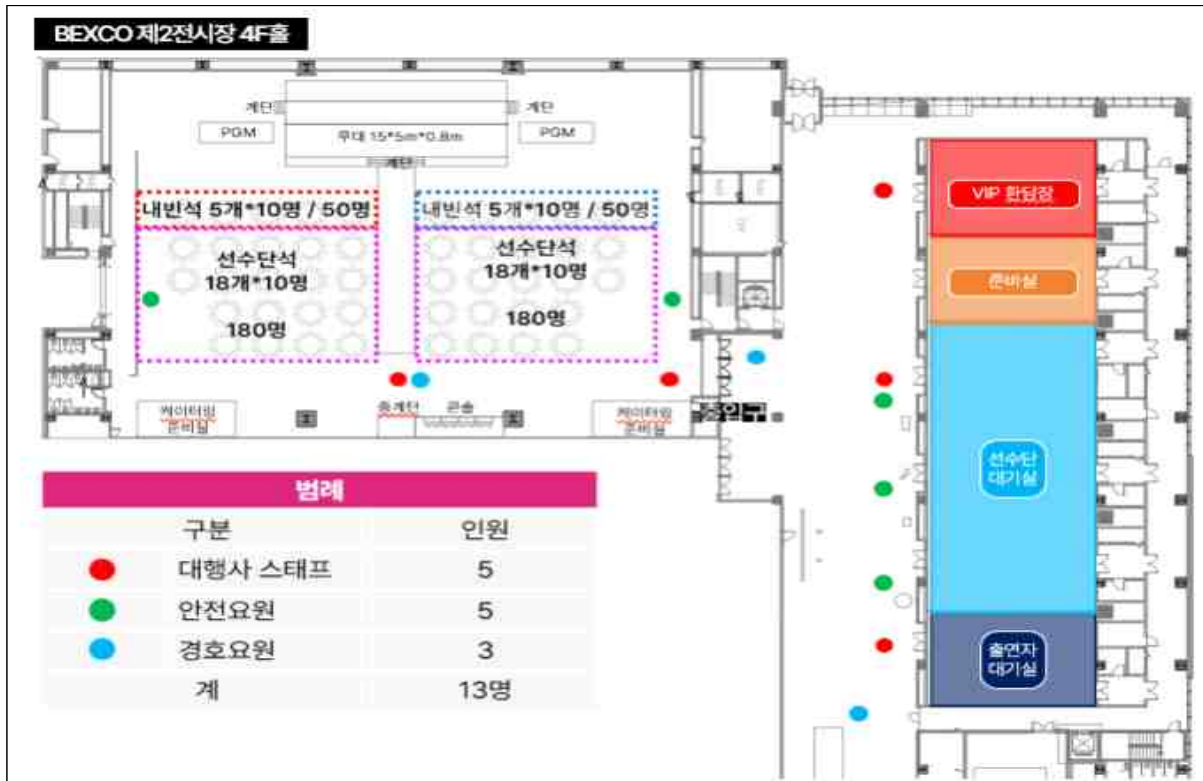 BEXCO 제2전시장 4F홀
계단
계단
PGM
무대 15*5m*0.8m
PGM
계단
내빈석 5개*10명 / 50명
내빈석 5개*10명 / 50명
선수단석
18개*10명
180명
선수단석
18개*10명
180명
케이터링
준비실
중계단
콘솔
케이터링
준비실
출입구
VIP 환담장
준비실
선수단
대기실
출연자
대기실
범례
구분 인원
대행사 스태프 5
안전요원 5
경호요원 3
계 13명